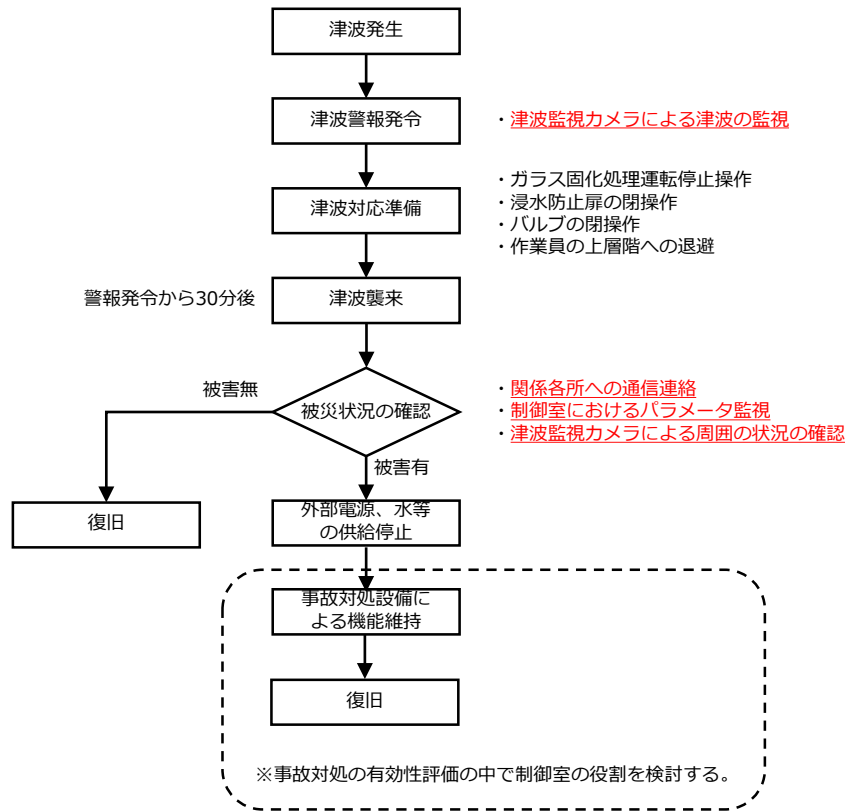 津波発生
津波警報発令
・津波監視カメラによる津波の監視
津波対応準備
・ガラス固化処理運転停止操作
・浸水防止扉の閉操作
・バルブの閉操作
・作業員の上層階への退避
警報発令から30分後
津波襲来
被害無
被災状況の確認
・関係各所への通信連絡
・制御室におけるパラメータ監視
・津波監視カメラによる周囲の状況の確認
被害有
復旧
外部電源、水等
の供給停止
事故対処設備に
よる機能維持
復旧
※事故対処の有効性評価の中で制御室の役割を検討する。